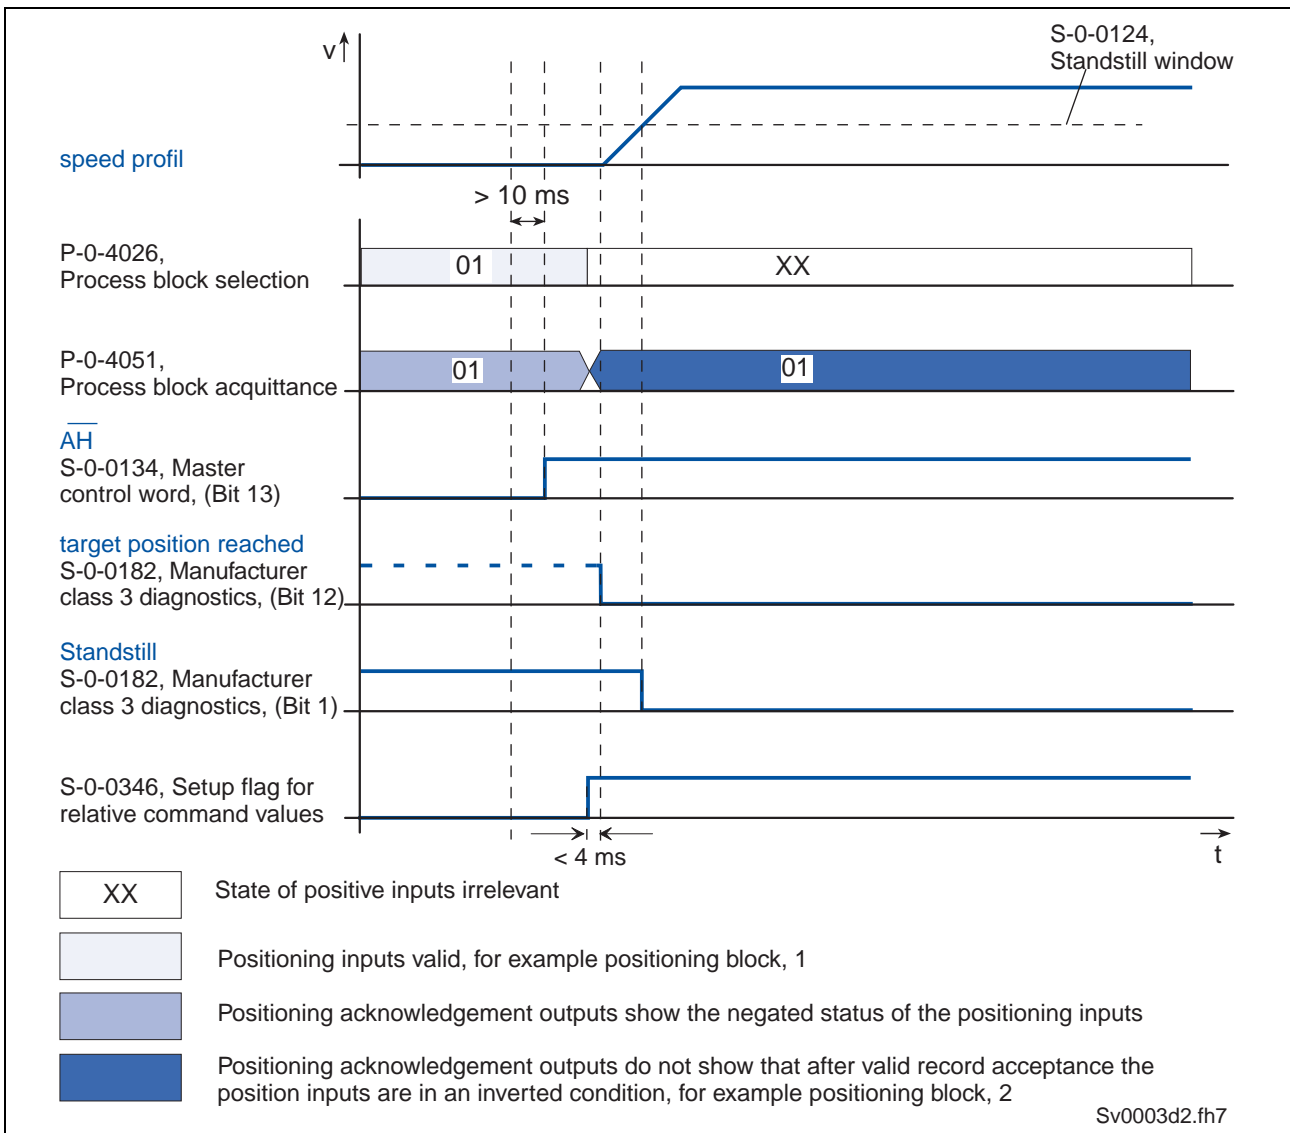 S-0-0124,
Standstill window
v
speed profil
> 10 ms
P-0-4026,
Process block selection
01
XX
P-0-4051,
Process block acquittance
01
01
AH
S-0-0134, Master
control word, (Bit 13)
target position reached
S-0-0182, Manufacturer
class 3 diagnostics, (Bit 12)
Standstill
S-0-0182, Manufacturer
class 3 diagnostics, (Bit 1)
S-0-0346, Setup flag for
relative command values
< 4 ms
t
XX
State of positive inputs irrelevant
Positioning inputs valid, for example positioning block, 1
Positioning acknowledgement outputs show the negated status of the positioning inputs
Positioning acknowledgement outputs do not show that after valid record acceptance the
position inputs are in an inverted condition, for example positioning block, 2
Sv0003d2.fh7